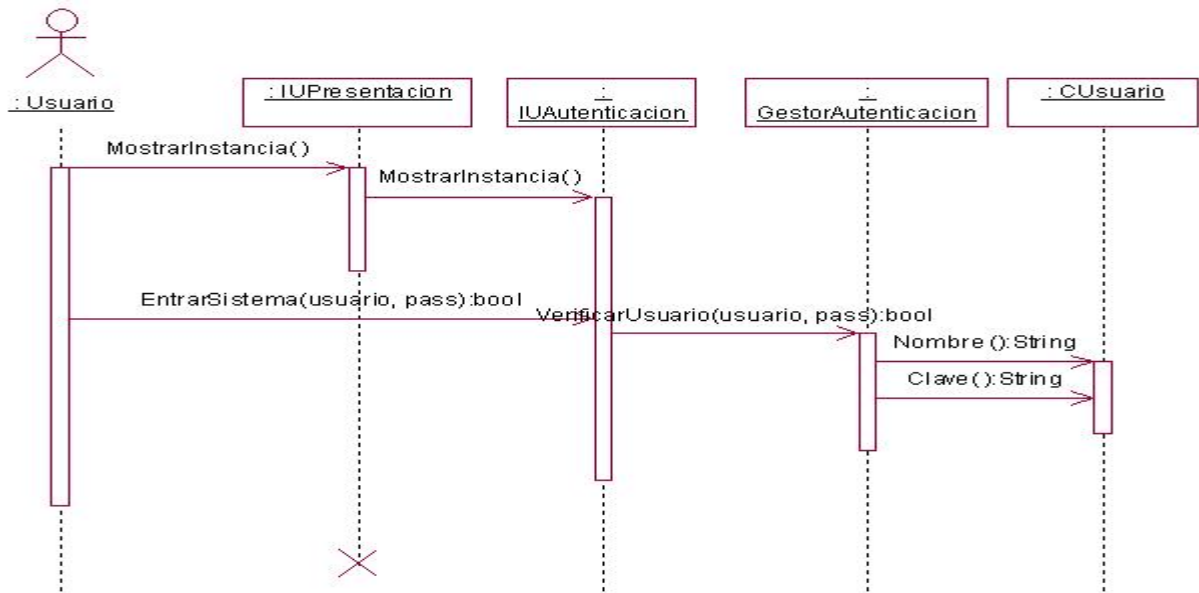 : Usuario
: IUPresentacion
:
IUAutenticacion
:
GestorAutenticacion
: CUsuario
MostrarInstancia()
MostrarInstancia()
EntrarSistema(usuario, pass):bool
VerificarUsuario(usuario, pass):bool
Nombre ():String
Clave():String